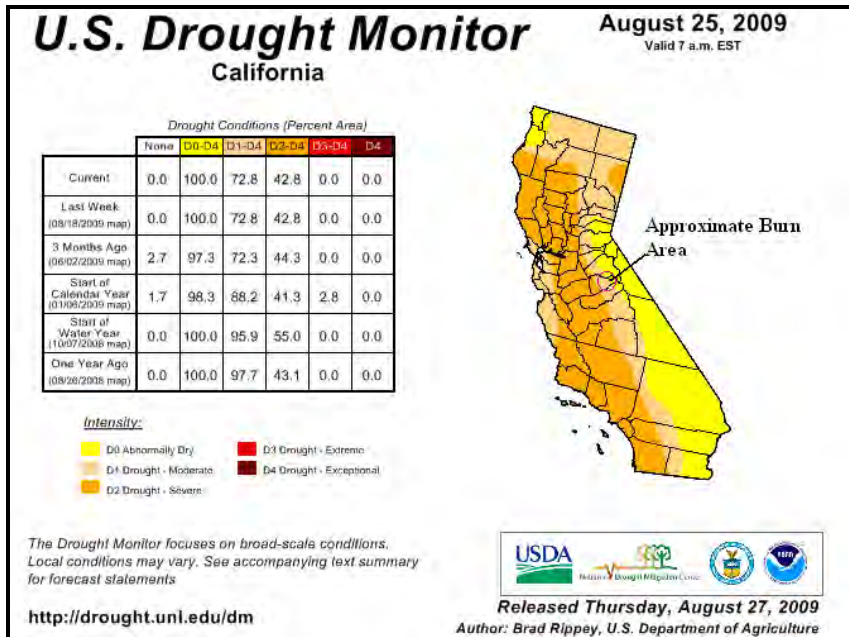 U.S. Drought Monitor
California
August 25, 2009
Valid 7 a.m. EST
Drought Conditions (Percent Area)
None D0-D4 D1-D4 D2-D4 D3-D4 D4
Current 0.0 100.0 72.8 42.8 0.0 0.0
Last Week
(08/18/2009 map) 0.0 100.0 72.8 42.8 0.0 0.0
3 Months Ago
(06/02/2009 map) 2.7 97.3 72.3 44.3 0.0 0.0
Start of
Calendar Year
(01/06/2009 map) 1.7 98.3 88.2 41.3 2.8 0.0
Start of
Water Year
(10/07/2008 map) 0.0 100.0 95.9 55.0 0.0 0.0
One Year Ago
(08/26/2008 map) 0.0 100.0 97.7 43.1 0.0 0.0
Approximate Burn
Area
Intensity:
D0 Abnormally Dry
D1 Drought - Moderate
D2 Drought - Severe
D3 Drought - Extreme
D4 Drought - Exceptional
The Drought Monitor focuses on broad-scale conditions.
Local conditions may vary. See accompanying text summary
for forecast statements
http://drought.unl.edu/dm
USDA
National Drought Mitigation Center
Released Thursday, August 27, 2009
Author: Brad Rippey, U.S. Department of Agriculture